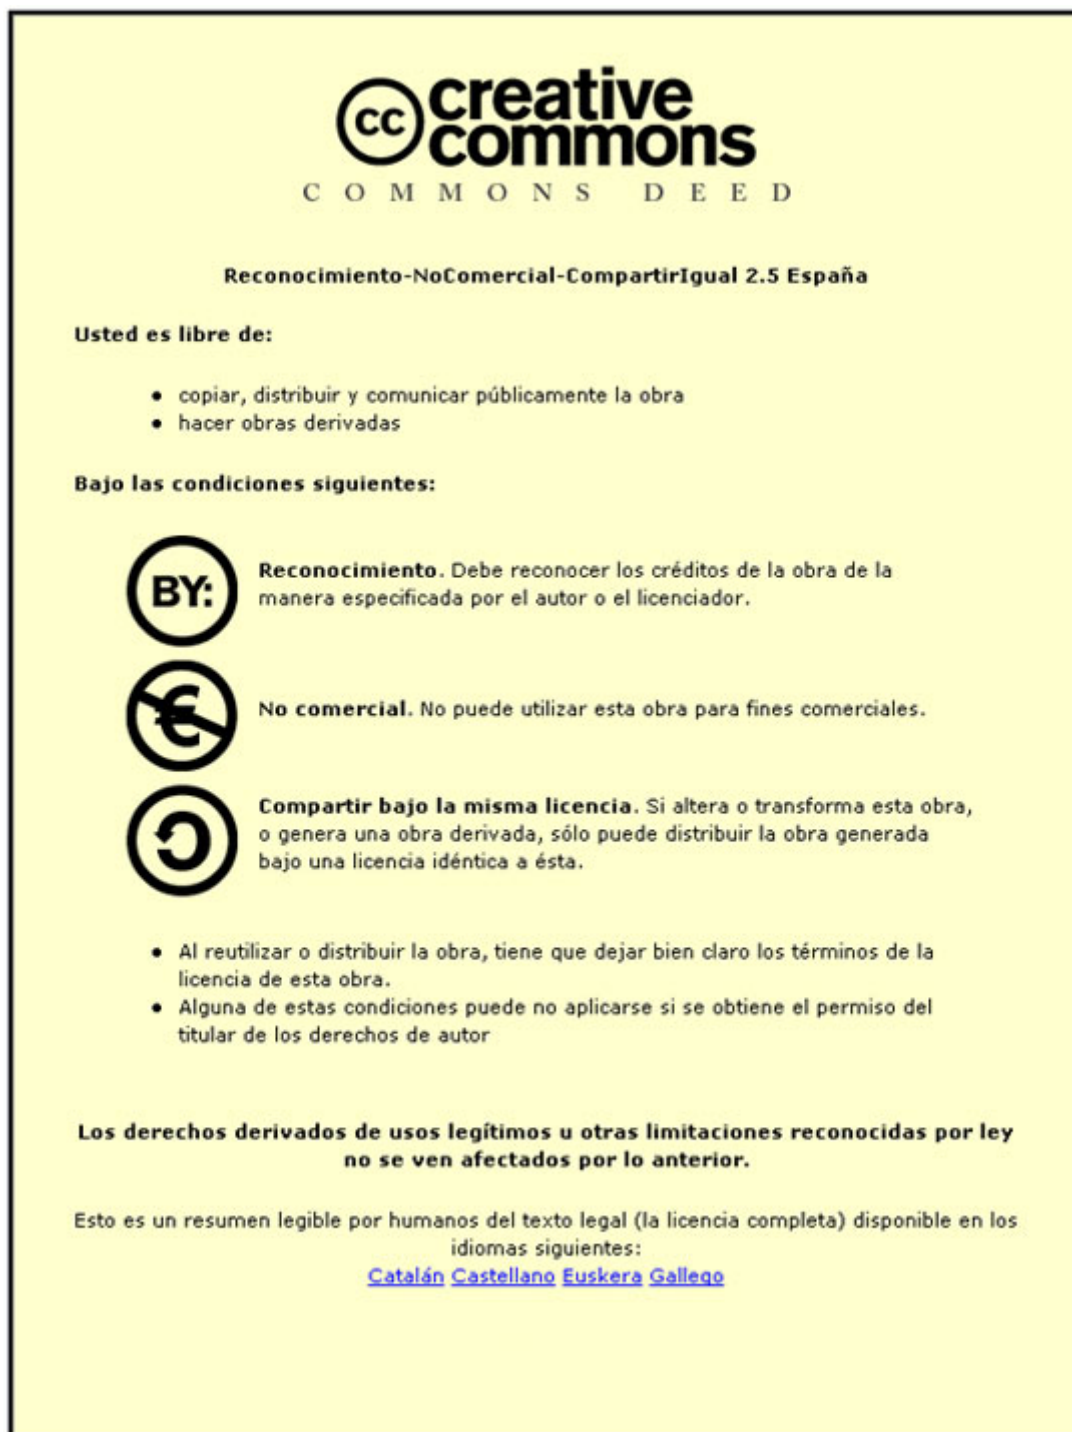 cc creative
commons
COMMONS DEED
Reconocimiento-NoComercial-CompartirIgual 2.5 España
Usted es libre de:
• copiar, distribuir y comunicar públicamente la obra
• hacer obras derivadas
Bajo las condiciones siguientes:
BY:
Reconocimiento. Debe reconocer los créditos de la obra de la
manera especificada por el autor o el licenciador.
€
No comercial. No puede utilizar esta obra para fines comerciales.
Compartir bajo la misma licencia. Si altera o transforma esta obra,
o genera una obra derivada, sólo puede distribuir la obra generada
bajo una licencia idéntica a ésta.
• Al reutilizar o distribuir la obra, tiene que dejar bien claro los términos de la
licencia de esta obra.
• Alguna de estas condiciones puede no aplicarse si se obtiene el permiso del
titular de los derechos de autor
Los derechos derivados de usos legítimos u otras limitaciones reconocidas por ley
no se ven afectados por lo anterior.
Esto es un resumen legible por humanos del texto legal (la licencia completa) disponible en los
idiomas siguientes:
Catalán Castellano Euskera Gallego